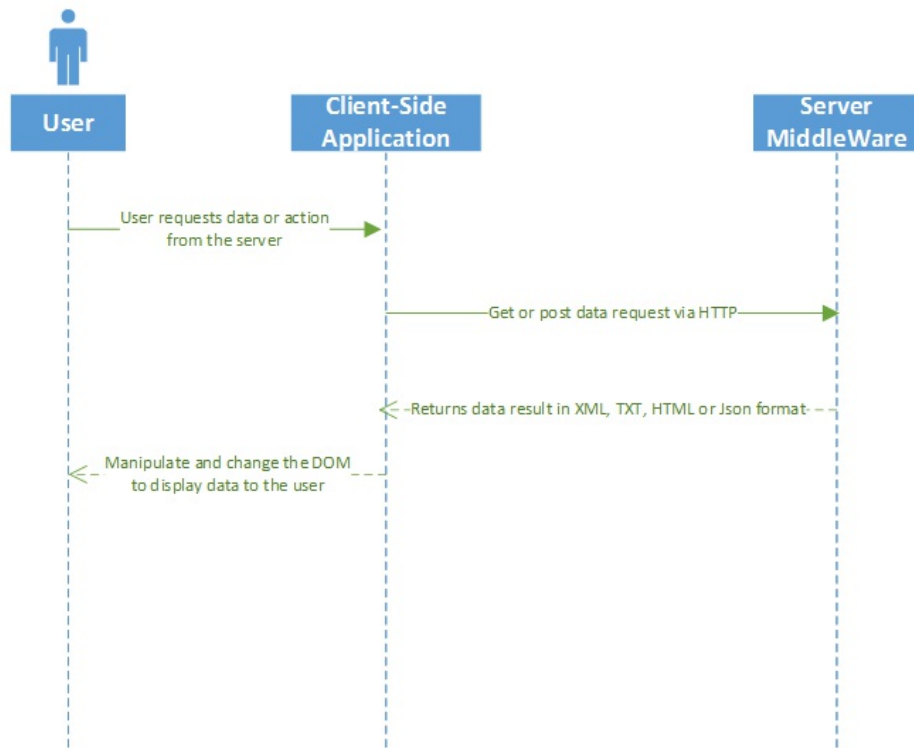 User
Client-Side
Application
Server
MiddleWare
User requests data or action
from the server
Get or post data request via HTTP
Returns data result in XML, TXT, HTML or Json format
Manipulate and change the DOM
to display data to the user